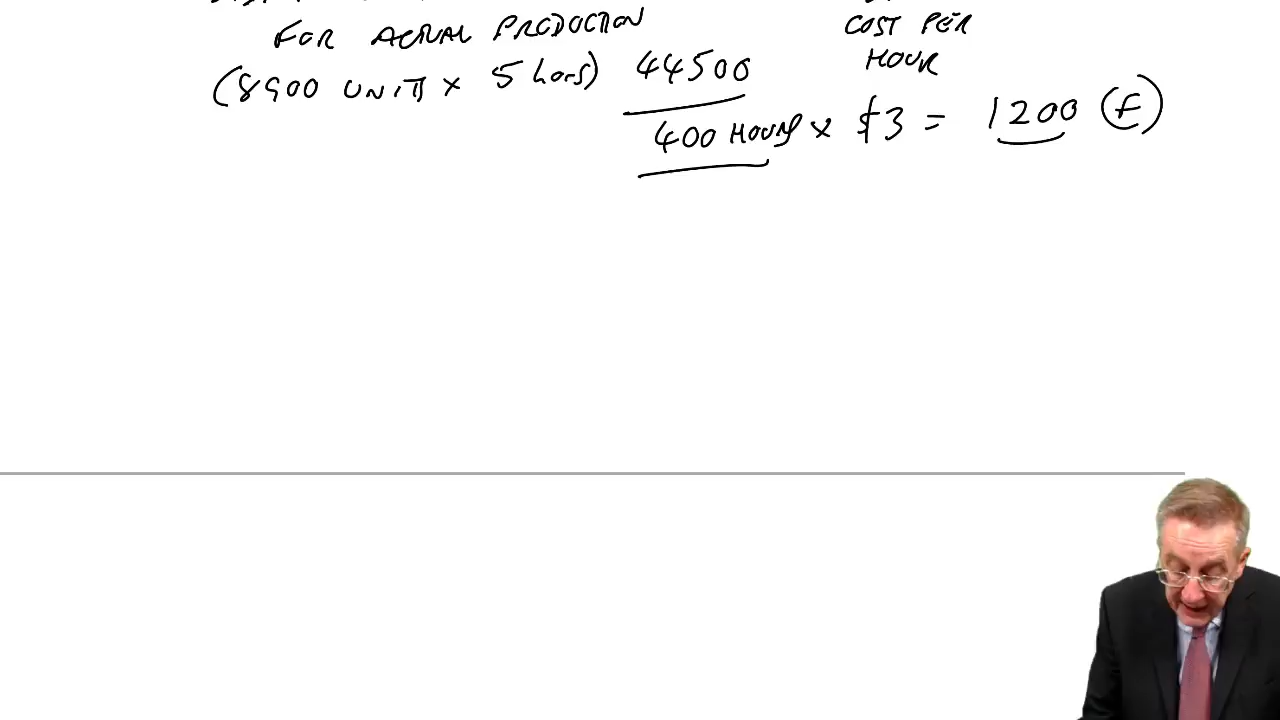 FOR ACTUAL PRODUCTION
COST PER
HOUR
(8900 UNITS × 5 hors) 44500
400 HOURS × $3 = 1200 (F)